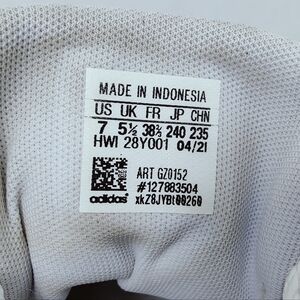 MADE IN INDONESIA
US UK FR JP CHN
7 5½ 38⅔ 240 235
HWI 28Y001 04/21
ART GZ0152
#127883504
adidas xkZ8JYBt00260